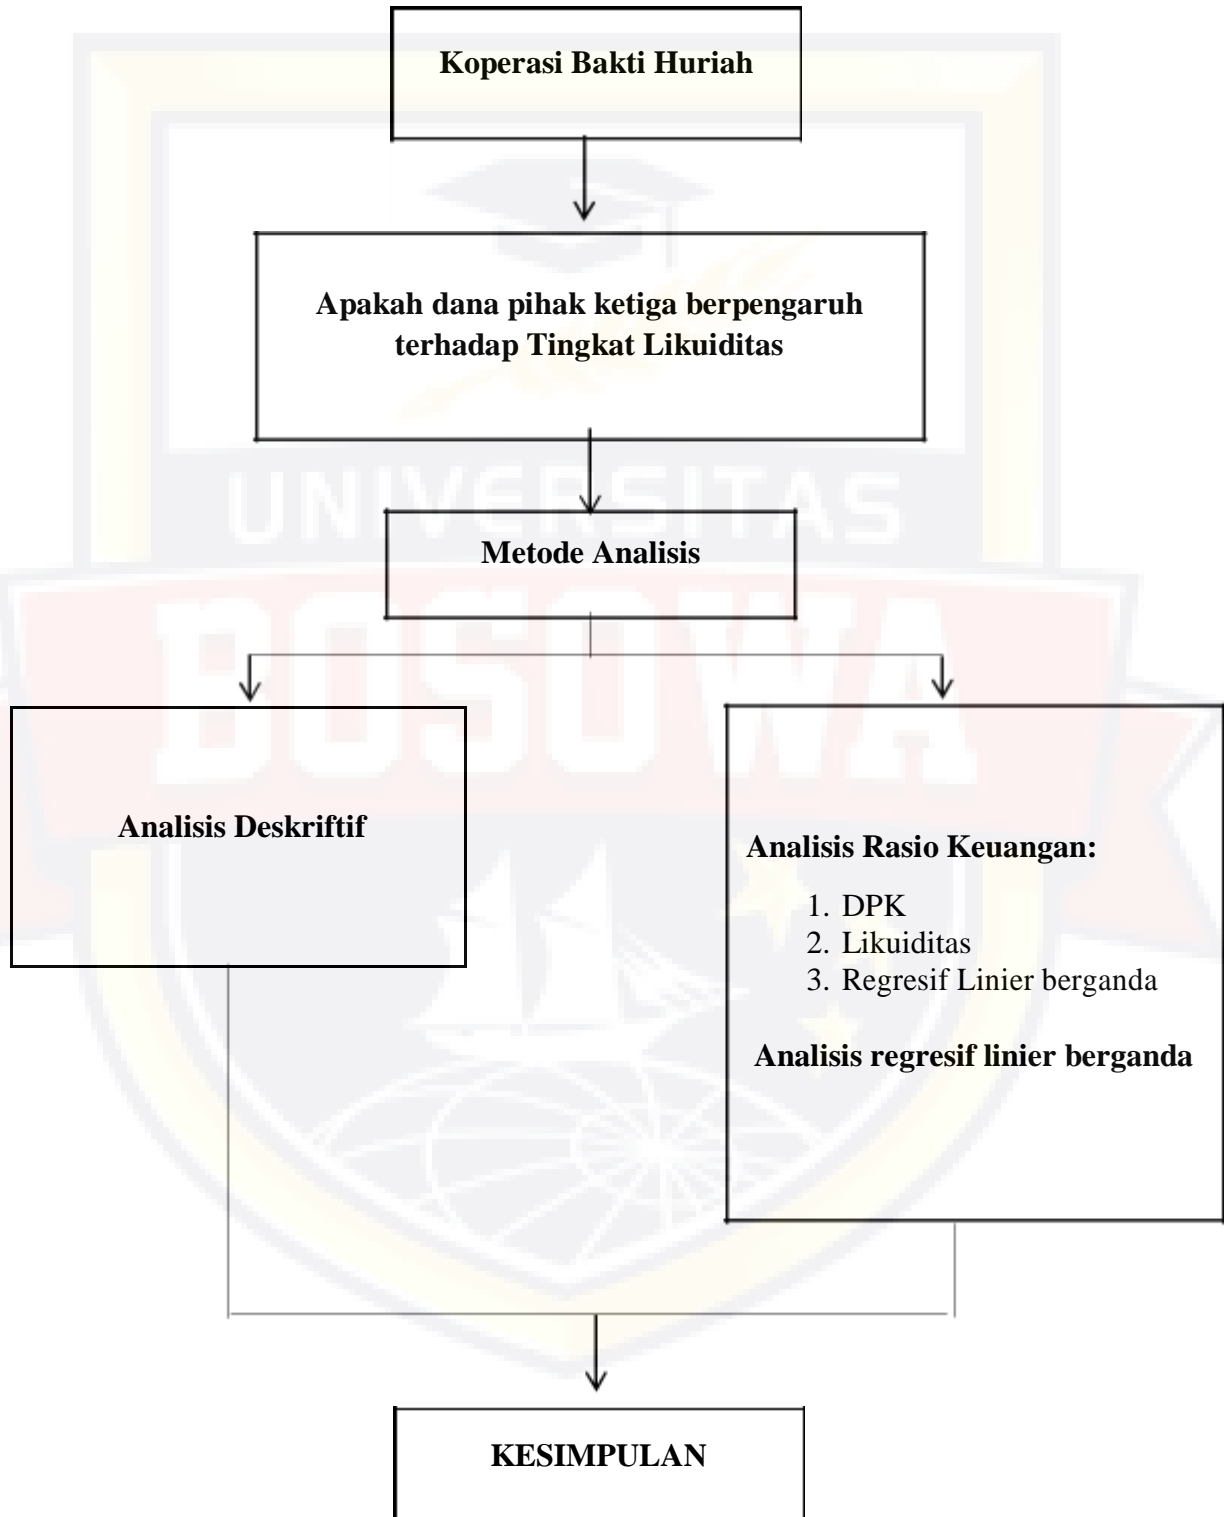 Koperasi Bakti Huriah
Apakah dana pihak ketiga berpengaruh
terhadap Tingkat Likuiditas
UNIVERSITAS
Metode Analisis
BOSOWA
Analisis Deskriftif
Analisis Rasio Keuangan:
1. DPK
2. Likuiditas
3. Regresif Linier berganda
Analisis regresif linier berganda
KESIMPULAN